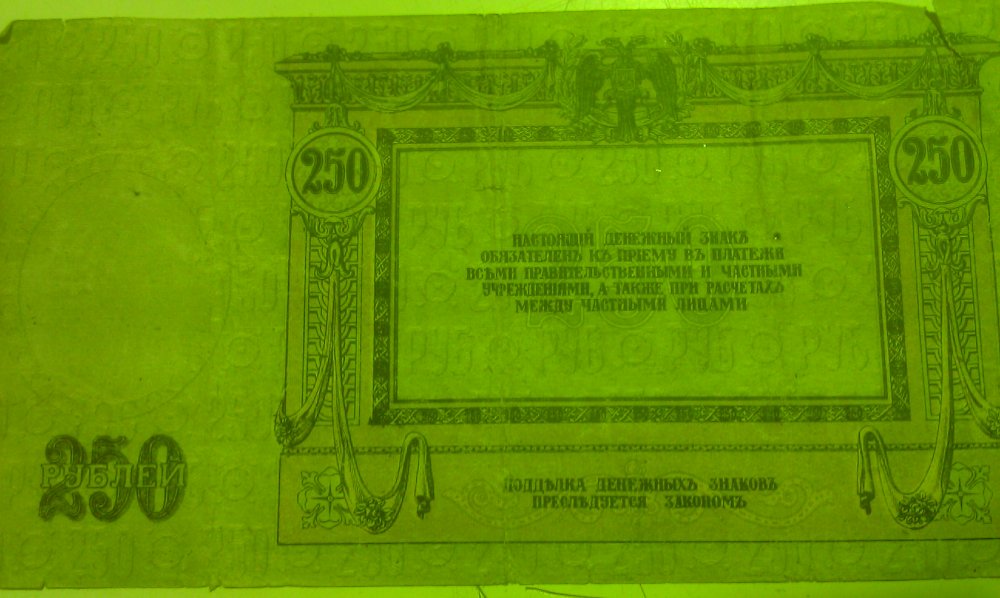 250
250
НАСТОЯЩІЙ ДЕНЕЖНЫЙ ЗНАКЪ
ОБЯЗАТЕЛЕНЪ КЪ ПРІЕМУ ВЪ ПЛАТЕЖИ
ВСѢМИ ПРАВИТЕЛЬСТВЕННЫМИ И ЧАСТНЫМИ
УЧРЕЖДЕНІЯМИ, А ТАКЖЕ ПРИ РАСЧЕТАХЪ
МЕЖДУ ЧАСТНЫМИ ЛИЦАМИ
250
РУБЛЕЙ
ПОДДѢЛКА ДЕНЕЖНЫХЪ ЗНАКОВЪ
ПРЕСЛѢДУЕТСЯ ЗАКОНОМЪ